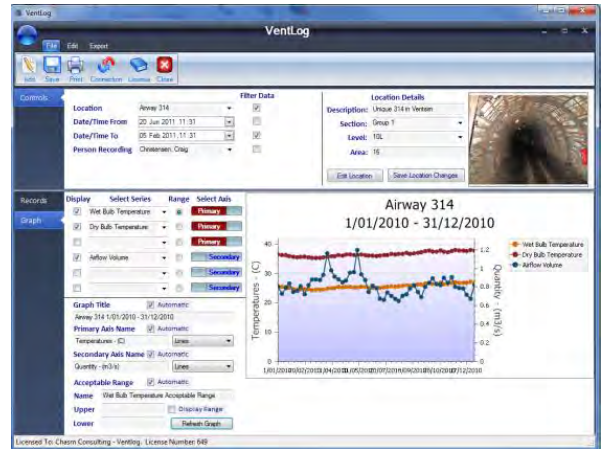 VentLog
VentLog
File Edit Export
Edit Save Print Connection License Close
Controls
Filter Data
Location Airway 314
Date/Time From 20 Jun 2011 11:31
Date/Time To 05 Feb 2011 11:31
Person Recording Christensen, Craig
Location Details
Description: Unique 314 in Ventsim
Section: Group 1
Level: 10L
Area: 16
Edit Location Save Location Changes
Records
Graph
Display Select Series Range Select Axis
Wet Bulb Temperature Primary
Dry Bulb Temperature Primary
Primary
Airflow Volume Secondary
Secondary
Secondary
Graph Title Automatic
Airway 314 1/01/2010 - 31/12/2010
Primary Axis Name Automatic
Temperatures - (C) Lines
Secondary Axis Name Automatic
Quantity - (m3/s) Lines
Acceptable Range Automatic
Name Wet Bulb Temperature Acceptable Range
Upper Display Range
Lower Refresh Graph
Airway 314
1/01/2010 - 31/12/2010
Temperatures - (C)
40
30
20
10
0
1.2
1
0.8
0.6
0.4
0.2
0
Quantity - (m3/s)
Wet Bulb Temperature
Dry Bulb Temperature
Airflow Volume
Licensed To: Chasm Consulting - Ventlog. License Number: 649